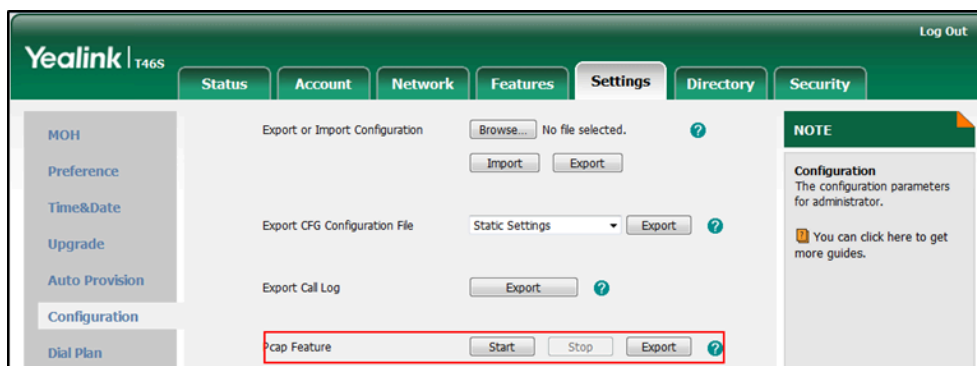 Log Out
Yealink | T46S
Status Account Network Features Settings Directory Security
MOH
Preference
Time&Date
Upgrade
Auto Provision
Configuration
Dial Plan
Export or Import Configuration Browse... No file selected. ?
Import Export
Export CFG Configuration File Static Settings Export ?
Export Call Log Export ?
Pcap Feature Start Stop Export ?
NOTE
Configuration
The configuration parameters
for administrator.
? You can click here to get
more guides.